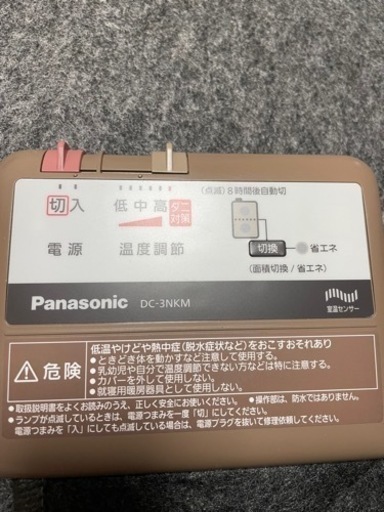 (点滅)8時間後自動切
切 入
低 中 高
ダニ対策
電源
温度調節
切換
省エネ
(面積切換/省エネ)
Panasonic
DC-3NKM
室温センサー
危険
低温やけどや熱中症(脱水症状など)をおこすおそれあり
●ときどき体を動かすなど注意して使用する。
●乳幼児や自分で温度調節できない方などは特に注意する。
●カバーを外して使用しない。
●就寝用暖房器具として使用しない。
●取扱説明書をよくお読みのうえ、正しく安全にお使いください。 ●操作部は、防水ではありません。
●ランプが点滅しているときは、電源つまみを一度「切」にしてください。
電源つまみを「入」にしても点滅している場合は、電源プラグを抜いて修理依頼してください。